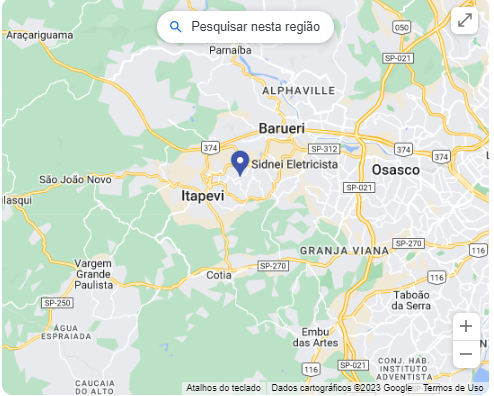 Pesquisar nesta região
Araçariguama
Parnaíba
050
SP-021
ALPHAVILLE
Barueri
374
SP-312
374
374
Sidnei Eletricista
Osasco
São João Novo
SP-021
Itapevi
GRANJA VIANA
SP-270
Cotia
SP-270
116
116
Vargem
Grande
Paulista
SP-250
Taboão
da Serra
ÁGUA
ESPRAIADA
Embu
das Artes
CONJ. HAB.
INSTITUTO
ADVENTISTA
CAUCAIA
DO ALTO
Atalhos do teclado
Dados cartográficos ©2023 Google
Termos de Uso